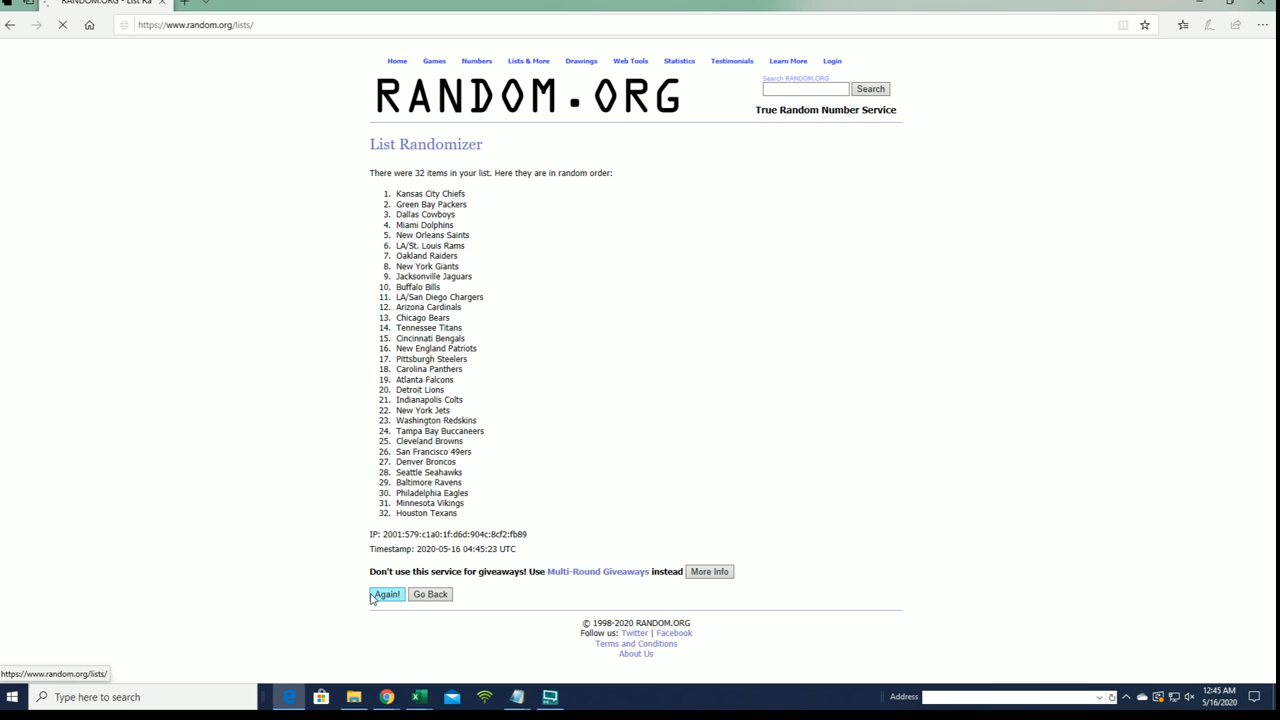 RANDOM.ORG - List Ra
https://www.random.org/lists/
Home Games Numbers Lists & More Drawings Web Tools Statistics Testimonials Learn More Login
RANDOM.ORG
Search RANDOM.ORG
Search
True Random Number Service
List Randomizer
There were 32 items in your list. Here they are in random order:
1. Kansas City Chiefs
2. Green Bay Packers
3. Dallas Cowboys
4. Miami Dolphins
5. New Orleans Saints
6. LA/St. Louis Rams
7. Oakland Raiders
8. New York Giants
9. Jacksonville Jaguars
10. Buffalo Bills
11. LA/San Diego Chargers
12. Arizona Cardinals
13. Chicago Bears
14. Tennessee Titans
15. Cincinnati Bengals
16. New England Patriots
17. Pittsburgh Steelers
18. Carolina Panthers
19. Atlanta Falcons
20. Detroit Lions
21. Indianapolis Colts
22. New York Jets
23. Washington Redskins
24. Tampa Bay Buccaneers
25. Cleveland Browns
26. San Francisco 49ers
27. Denver Broncos
28. Seattle Seahawks
29. Baltimore Ravens
30. Philadelphia Eagles
31. Minnesota Vikings
32. Houston Texans
IP: 2001:579:c1a0:1f:d6d:904c:8cf2:fb89
Timestamp: 2020-05-16 04:45:23 UTC
Don't use this service for giveaways! Use Multi-Round Giveaways instead More Info
Again! Go Back
© 1998-2020 RANDOM.ORG
Follow us: Twitter | Facebook
Terms and Conditions
About Us
https://www.random.org/lists/
Type here to search
Address
12:45 AM
5/16/2020